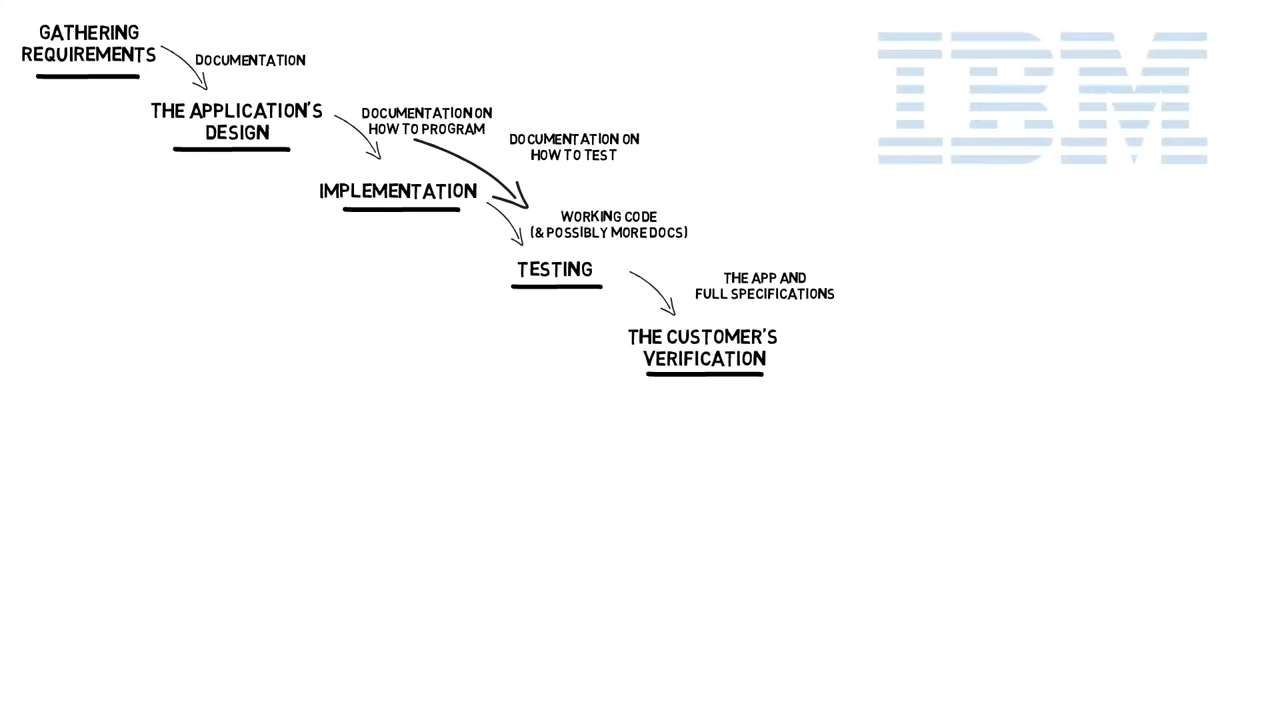 GATHERING
REQUIREMENTS
DOCUMENTATION
THE APPLICATION'S
DESIGN
DOCUMENTATION ON
HOW TO PROGRAM
DOCUMENTATION ON
HOW TO TEST
IMPLEMENTATION
WORKING CODE
(& POSSIBLY MORE DOCS)
TESTING
THE APP AND
FULL SPECIFICATIONS
THE CUSTOMER'S
VERIFICATION
IBM